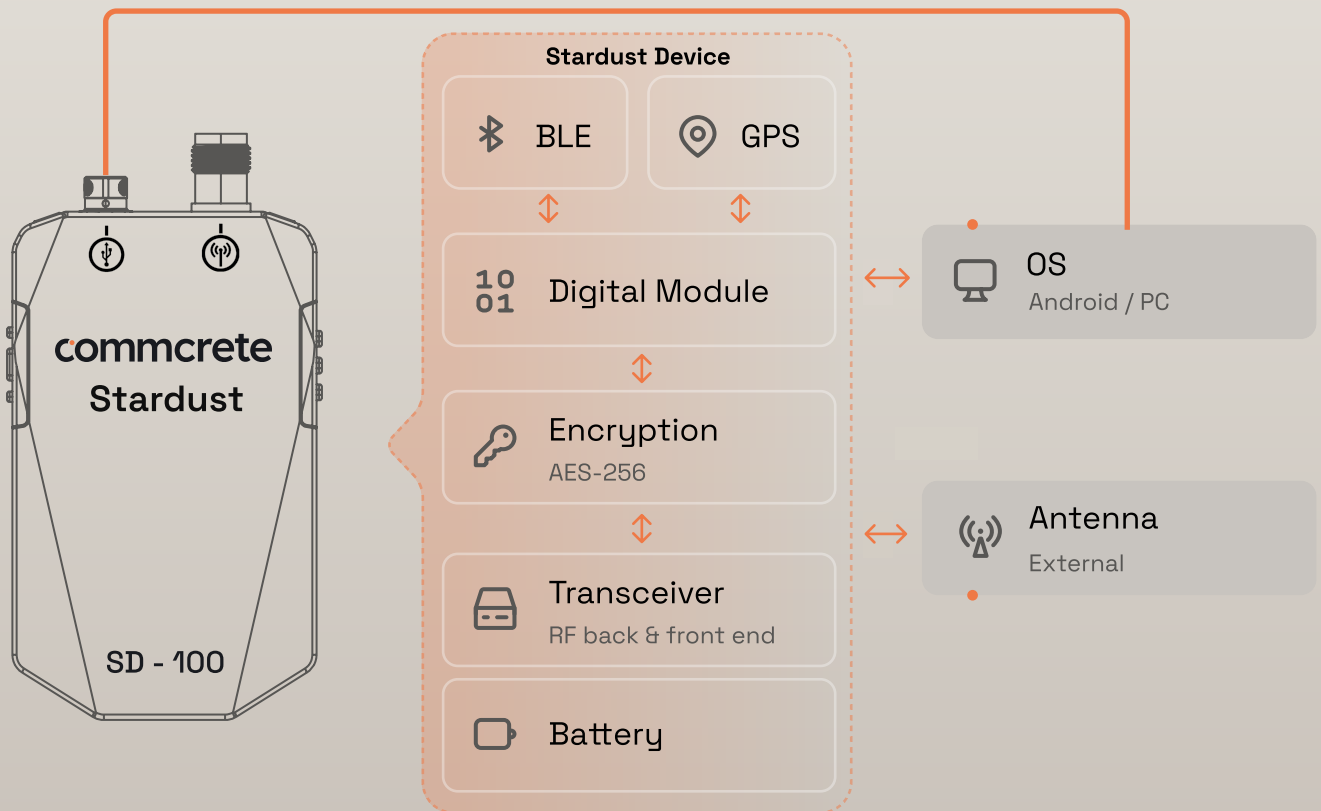 Stardust Device
BLE
GPS
Digital Module
10
01
Encryption
AES-256
Transceiver
RF back & front end
Battery
OS
Android / PC
Antenna
External
commcrete
Stardust
SD - 100